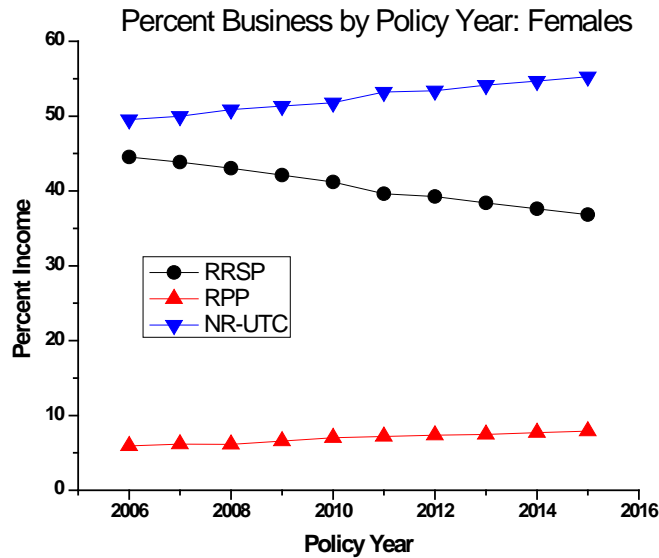 Percent Business by Policy Year: Females
60
50
40
30
20
10
0
Percent Income
RRSP
RPP
NR-UTC
2006 2008 2010 2012 2014 2016
Policy Year